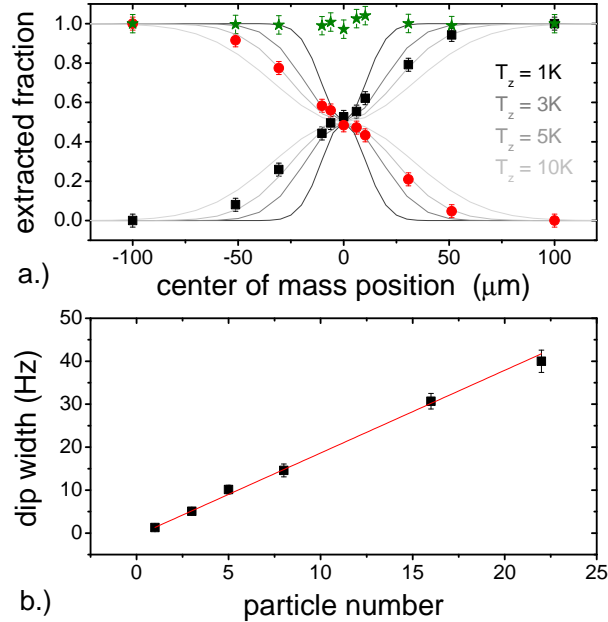 1.0
0.8
0.6
0.4
0.2
0.0
extracted fraction
T_z = 1K
T_z = 3K
T_z = 5K
T_z = 10K
-100 -50 0 50 100
a.) center of mass position (μm)
50
40
30
20
10
0
dip width (Hz)
0 5 10 15 20 25
b.) particle number